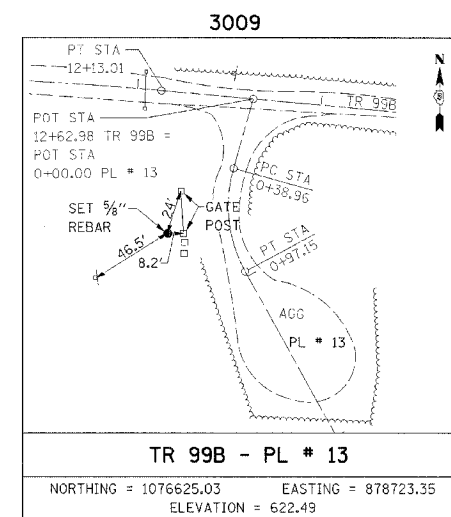 3009
PT STA
12+13.01
N
TR 99B
POT STA
12+62.98 TR 99B =
POT STA
0+00.00 PL # 13
PC STA
0+38.96
SET 5/8"
REBAR
24'
GATE
POST
46.5'
8.2'
PT STA
0+97.15
AGG
PL # 13
TR 99B - PL # 13
NORTHING = 1076625.03 EASTING = 878723.35
ELEVATION = 622.49